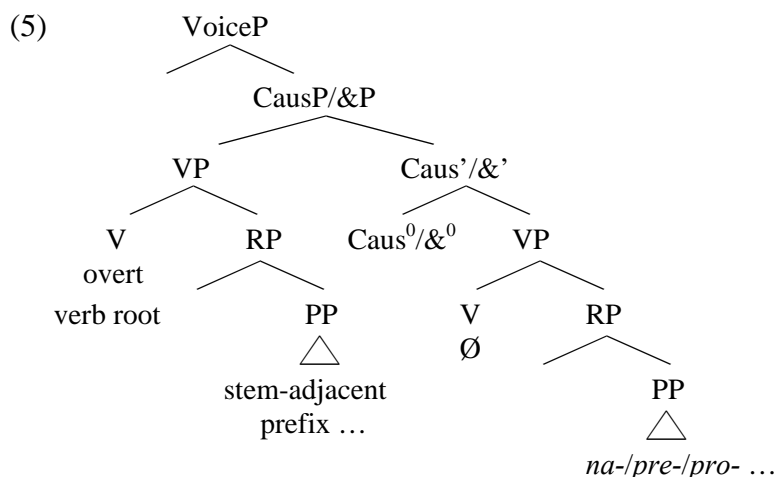 (5) VoiceP
CausP/&P
VP Caus’/&’
V RP Caus⁰/&⁰ VP
overt
verb root PP V RP
Ø
stem-adjacent PP
prefix …
na-/pre-/pro- …